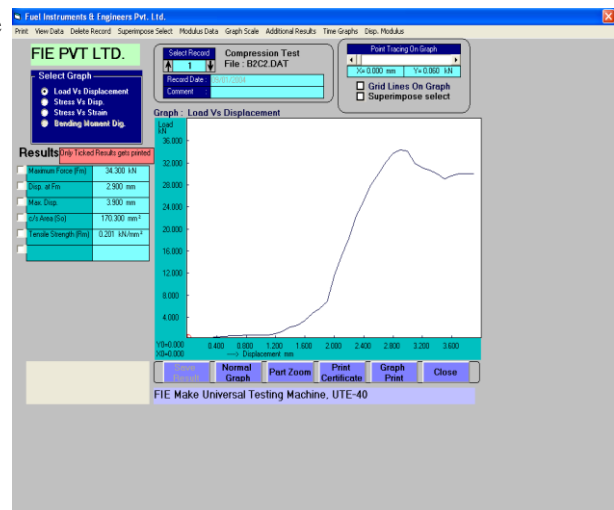 Fuel Instruments & Engineers Pvt. Ltd.
Print View Data Delete Record Superimpose Select Modulus Data Graph Scale Additional Results Time Graphs Disp. Modulus
FIE PVT LTD.
Select Graph
Load Vs Displacement
Stress Vs Disp.
Stress Vs Strain
Bending Moment Dig.
Select Record
1
Compression Test
File : B2C2.DAT
Record Date :
/01/2004
Comment :
Point Tracing On Graph
X= 0.000 mm Y= 0.060 kN
Grid Lines On Graph
Superimpose select
Results
Only Ticked Results gets printed
Maximum Force (Fm) 34.300 kN
Disp. at Fm 2.900 mm
Max. Disp. 3.900 mm
c/s Area (So) 170.300 mm²
Tensile Strength (Rm) 0.201 kN/mm²
Graph : Load Vs Displacement
Load
kN
36.000
32.000
28.000
24.000
20.000
16.000
12.000
8.000
4.000
Y0=0.000
X0=0.000
0.400 0.800 1.200 1.600 2.000 2.400 2.800 3.200 3.600
---> Displacement mm
Save Result
Normal Graph
Part Zoom
Print Certificate
Graph Print
Close
FIE Make Universal Testing Machine, UTE-40